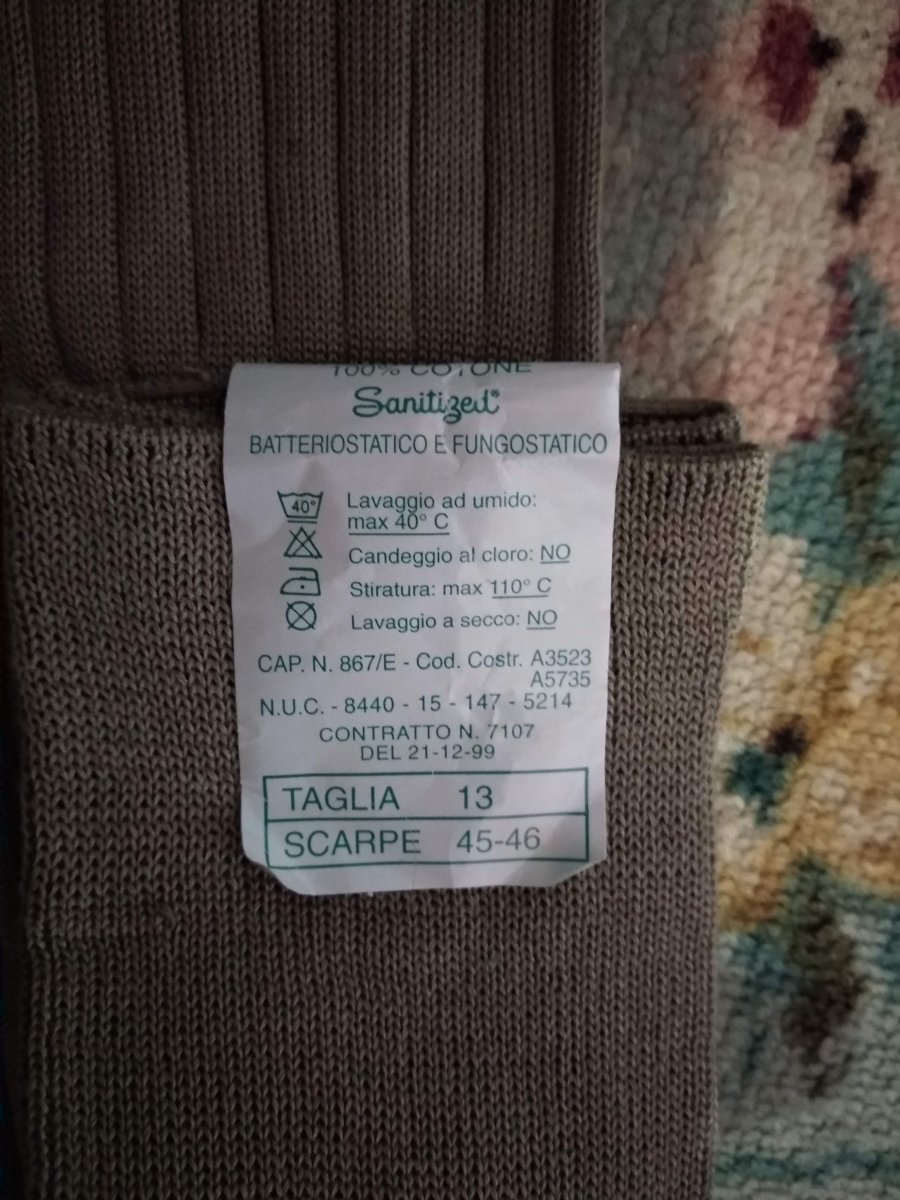 100% COTONE
Sanitized®
BATTERIOSTATICO E FUNGOSTATICO
40° Lavaggio ad umido:
max 40° C
Candeggio al cloro: NO
Stiratura: max 110° C
Lavaggio a secco: NO
CAP. N. 867/E - Cod. Costr. A3523
A5735
N.U.C. - 8440 - 15 - 147 - 5214
CONTRATTO N. 7107
DEL 21-12-99
TAGLIA 13
SCARPE 45-46